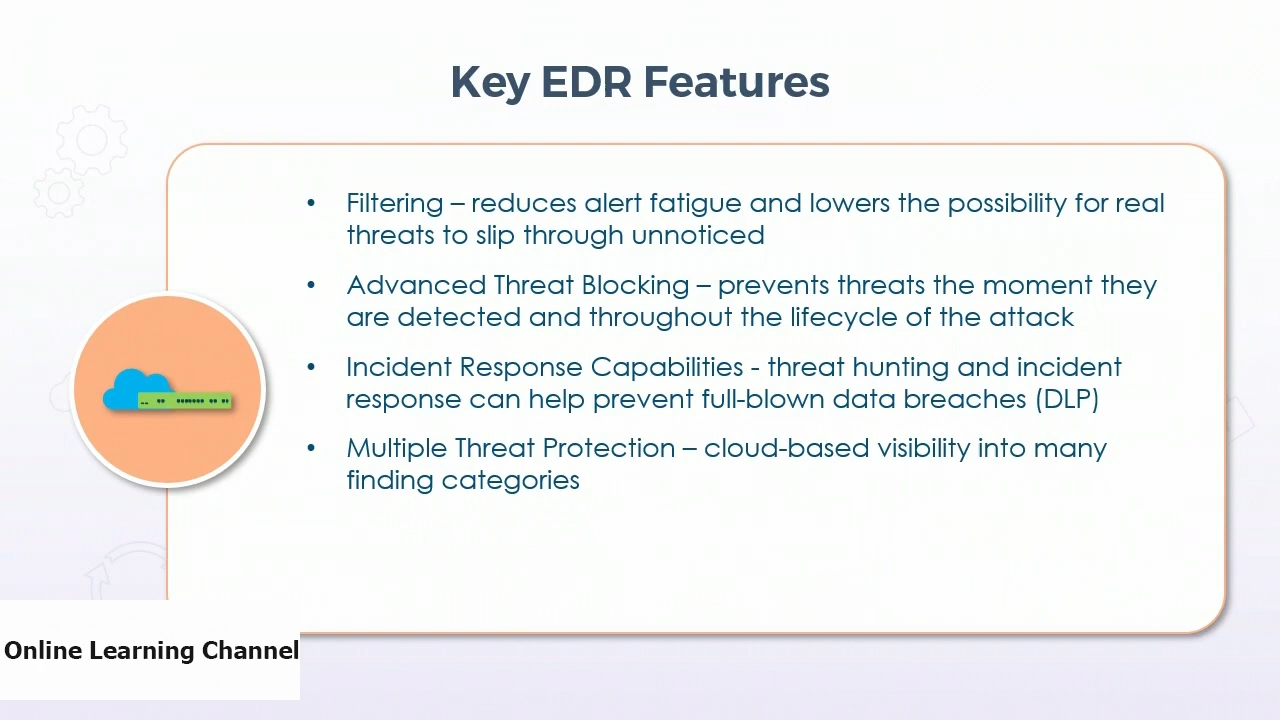 Key EDR Features
• Filtering – reduces alert fatigue and lowers the possibility for real
threats to slip through unnoticed
• Advanced Threat Blocking – prevents threats the moment they
are detected and throughout the lifecycle of the attack
• Incident Response Capabilities - threat hunting and incident
response can help prevent full-blown data breaches (DLP)
• Multiple Threat Protection – cloud-based visibility into many
finding categories
Online Learning Channel